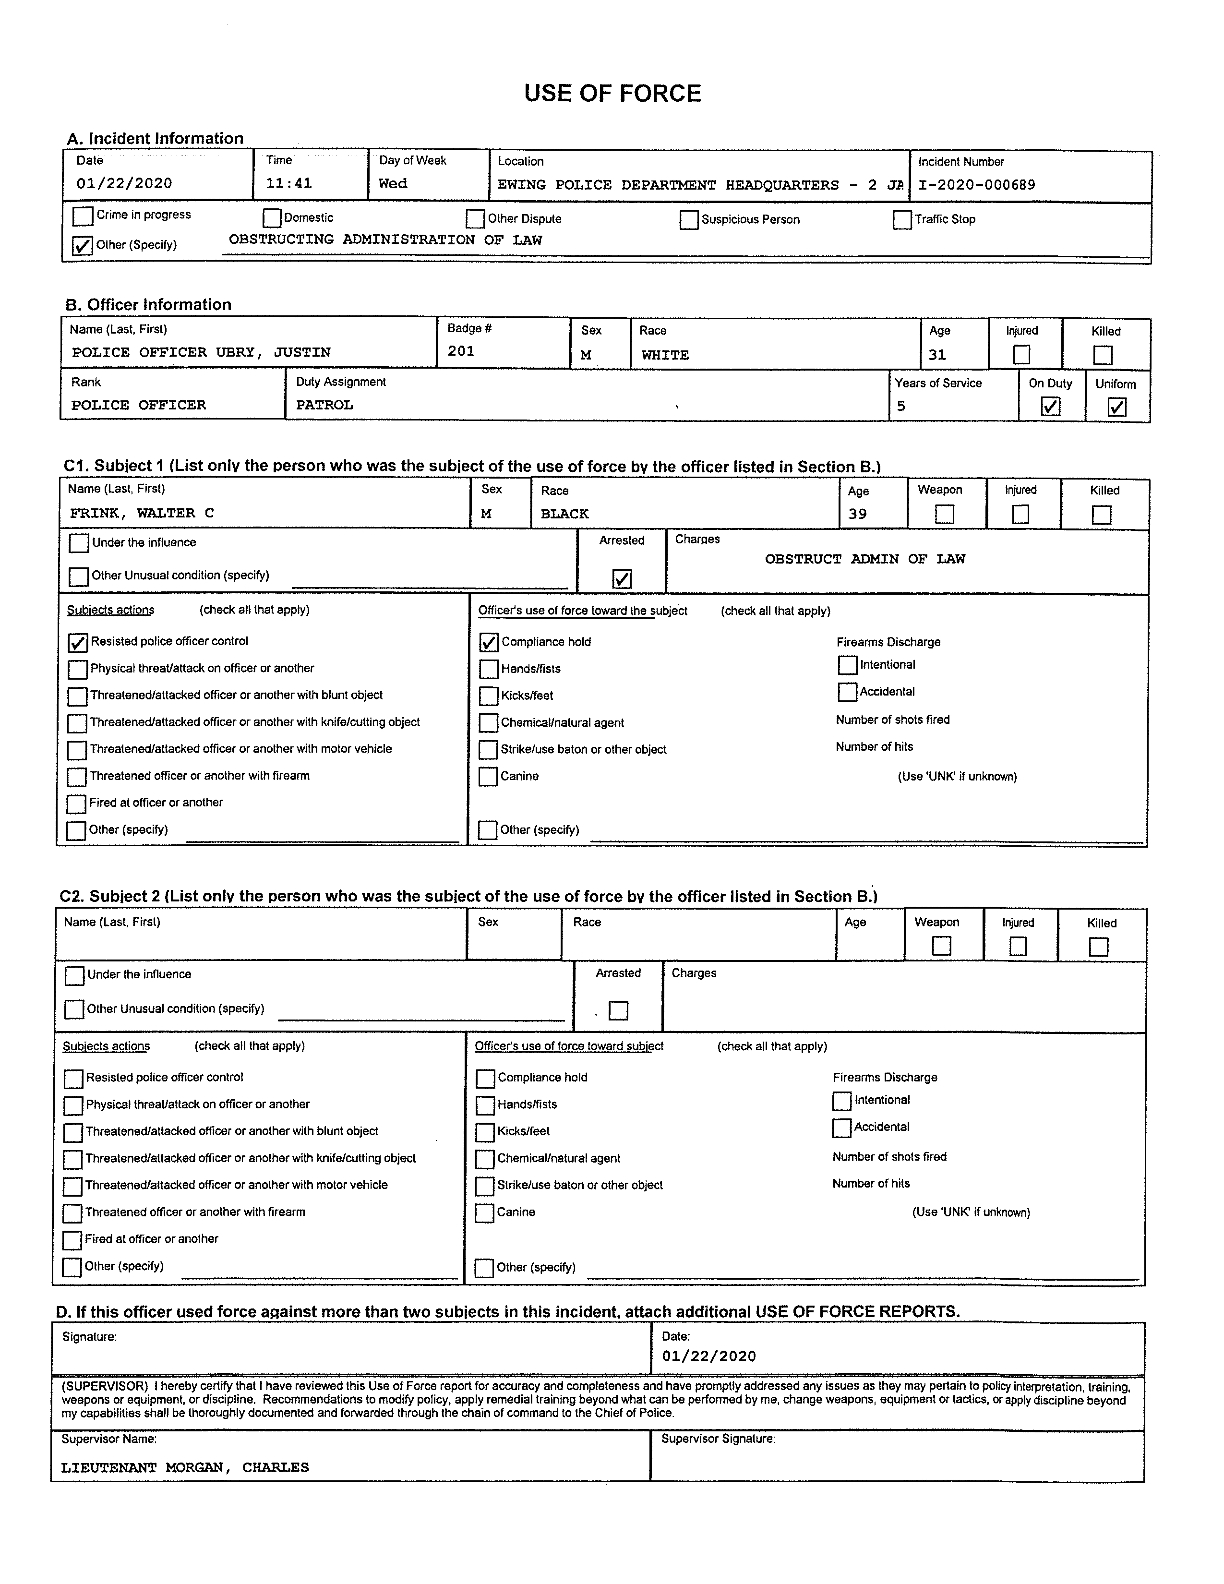 USE OF FORCE
A. Incident Information
Date Time Day of Week Location Incident Number
01/22/2020 11:41 Wed EWING POLICE DEPARTMENT HEADQUARTERS - 2 JA I-2020-000689
Crime in progress Domestic Other Dispute Suspicious Person Traffic Stop
Other (Specify) OBSTRUCTING ADMINISTRATION OF LAW
B. Officer Information
Name (Last, First) Badge # Sex Race Age Injured Killed
POLICE OFFICER UBRY, JUSTIN 201 M WHITE 31
Rank Duty Assignment Years of Service On Duty Uniform
POLICE OFFICER PATROL 5
C1. Subject 1 (List only the person who was the subject of the use of force by the officer listed in Section B.)
Name (Last, First) Sex Race Age Weapon Injured Killed
FRINK, WALTER C M BLACK 39
Under the influence Arrested Charges
OBSTRUCT ADMIN OF LAW
Other Unusual condition (specify)
Subjects actions (check all that apply) Officer's use of force toward the subject (check all that apply)
Resisted police officer control Compliance hold Firearms Discharge
Physical threat/attack on officer or another Hands/fists Intentional
Threatened/attacked officer or another with blunt object Kicks/feet Accidental
Threatened/attacked officer or another with knife/cutting object Chemical/natural agent Number of shots fired
Threatened/attacked officer or another with motor vehicle Strike/use baton or other object Number of hits
Threatened officer or another with firearm Canine (Use 'UNK' if unknown)
Fired at officer or another
Other (specify) Other (specify)
C2. Subject 2 (List only the person who was the subject of the use of force by the officer listed in Section B.)
Name (Last, First) Sex Race Age Weapon Injured Killed
Under the influence Arrested Charges
Other Unusual condition (specify)
Subjects actions (check all that apply) Officer's use of force toward subject (check all that apply)
Resisted police officer control Compliance hold Firearms Discharge
Physical threat/attack on officer or another Hands/fists Intentional
Threatened/attacked officer or another with blunt object Kicks/feet Accidental
Threatened/attacked officer or another with knife/cutting object Chemical/natural agent Number of shots fired
Threatened/attacked officer or another with motor vehicle Strike/use baton or other object Number of hits
Threatened officer or another with firearm Canine (Use 'UNK' if unknown)
Fired at officer or another
Other (specify) Other (specify)
D. If this officer used force against more than two subjects in this incident, attach additional USE OF FORCE REPORTS.
Signature: Date:
01/22/2020
(SUPERVISOR) I hereby certify that I have reviewed this Use of Force report for accuracy and completeness and have promptly addressed any issues as they may pertain to policy interpretation, training,
weapons or equipment, or discipline. Recommendations to modify policy, apply remedial training beyond what can be performed by me, change weapons, equipment or tactics, or apply discipline beyond
my capabilities shall be thoroughly documented and forwarded through the chain of command to the Chief of Police.
Supervisor Name: Supervisor Signature:
LIEUTENANT MORGAN, CHARLES